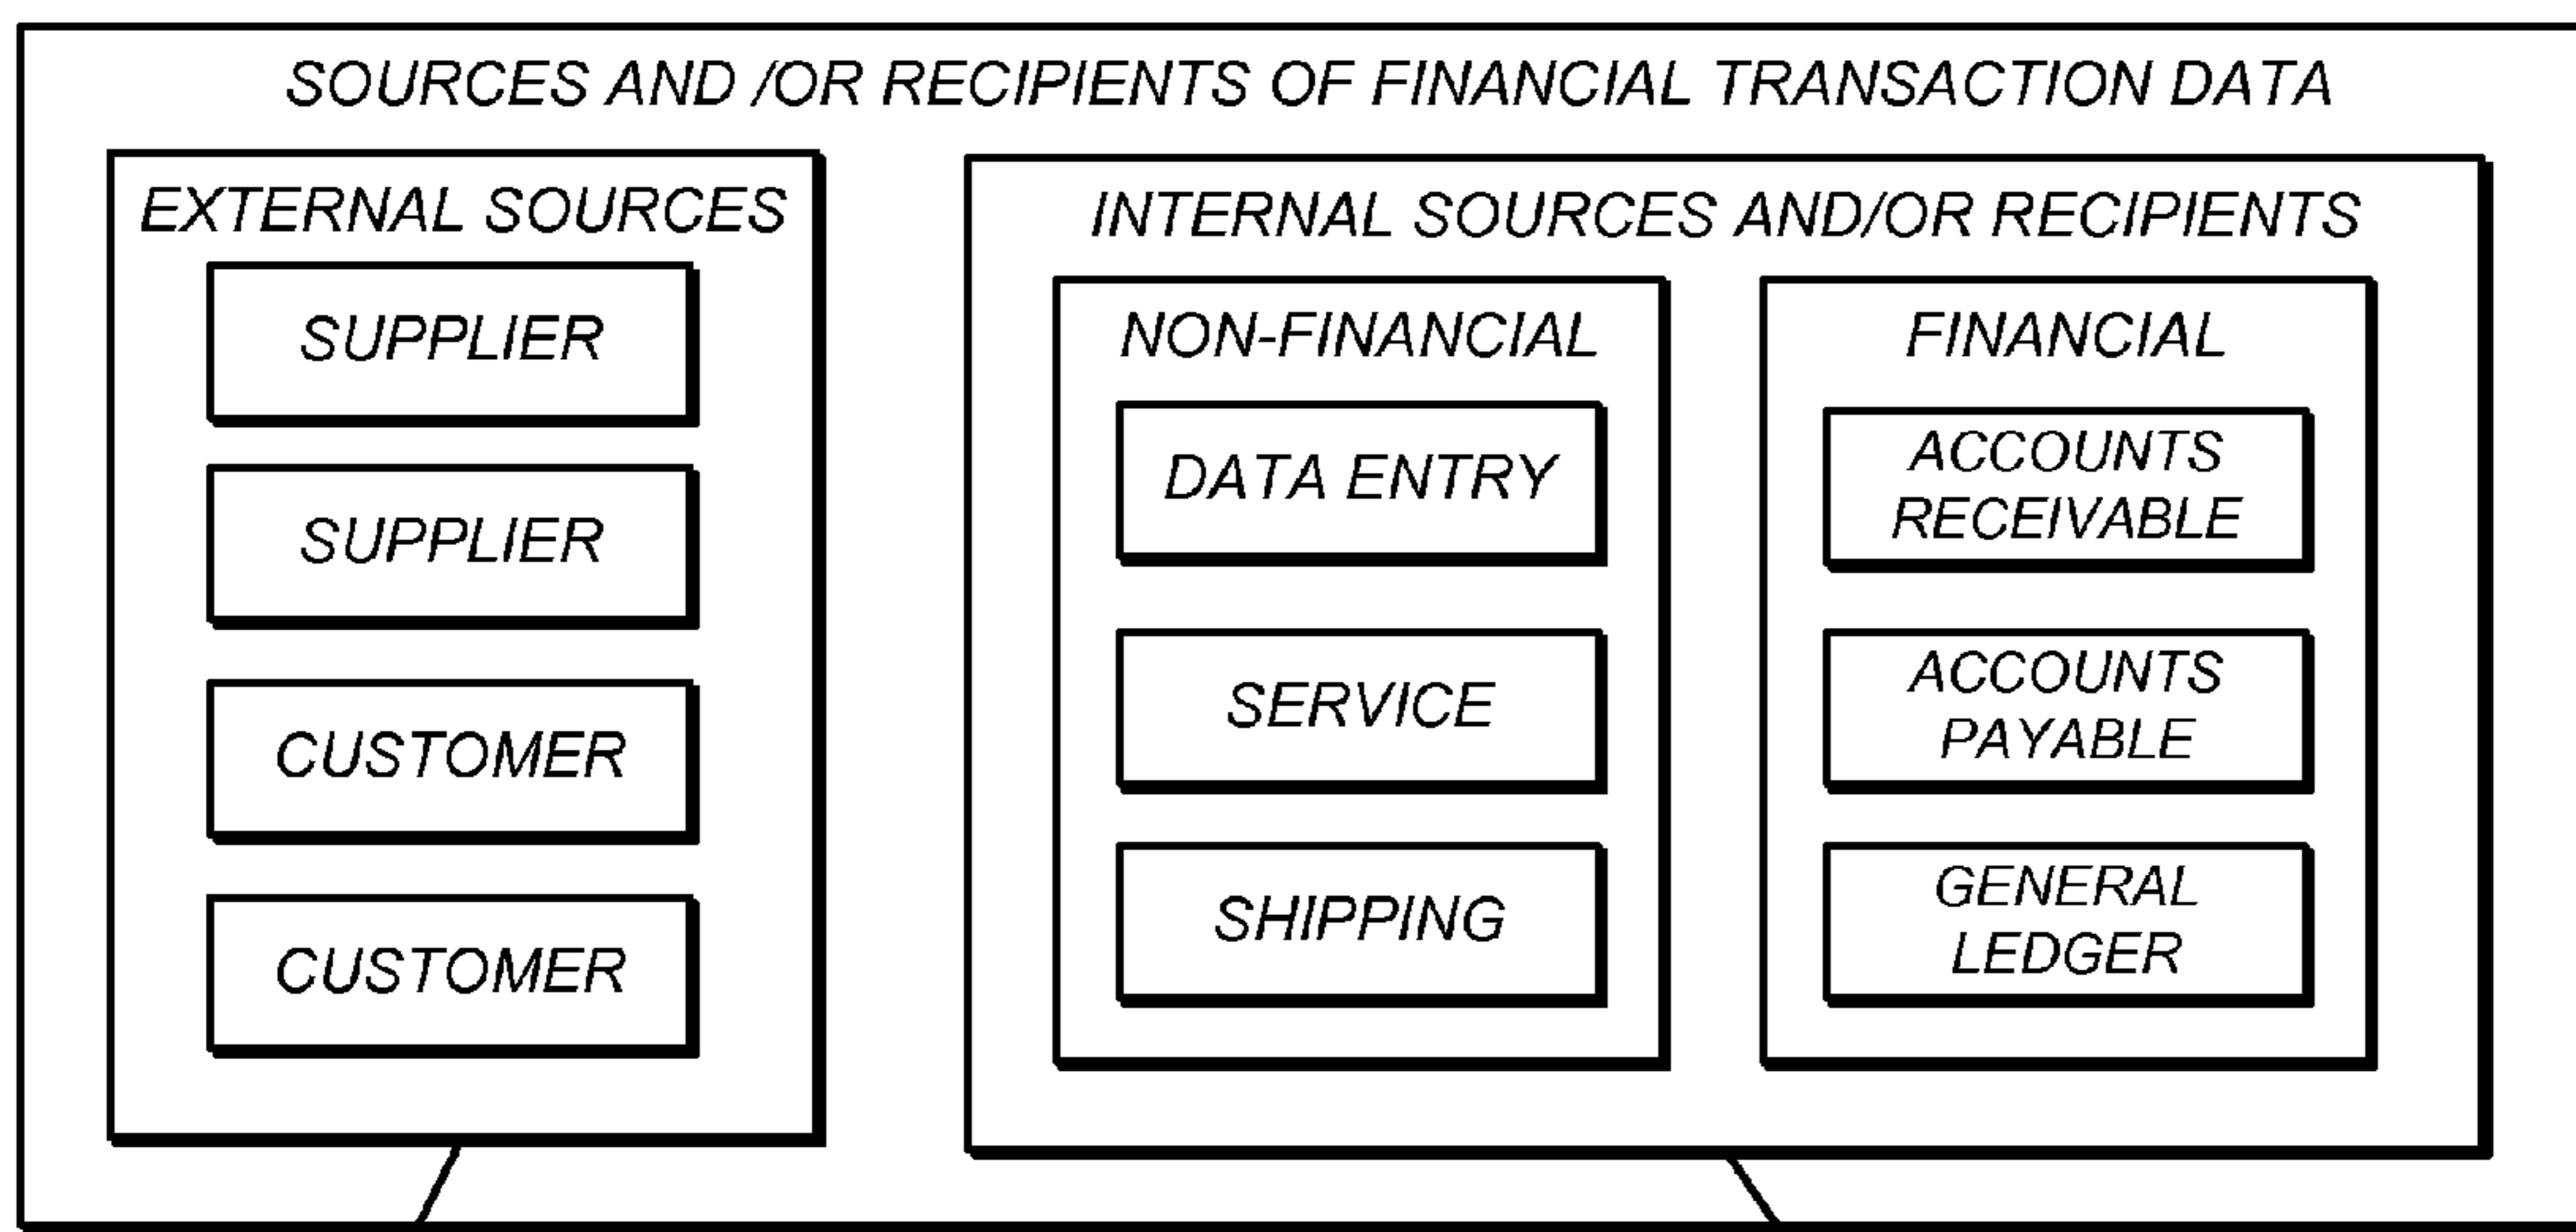 SOURCES AND /OR RECIPIENTS OF FINANCIAL TRANSACTION DATA
EXTERNAL SOURCES
SUPPLIER
SUPPLIER
CUSTOMER
CUSTOMER
INTERNAL SOURCES AND/OR RECIPIENTS
NON-FINANCIAL
DATA ENTRY
SERVICE
SHIPPING
FINANCIAL
ACCOUNTS
RECEIVABLE
ACCOUNTS
PAYABLE
GENERAL
LEDGER